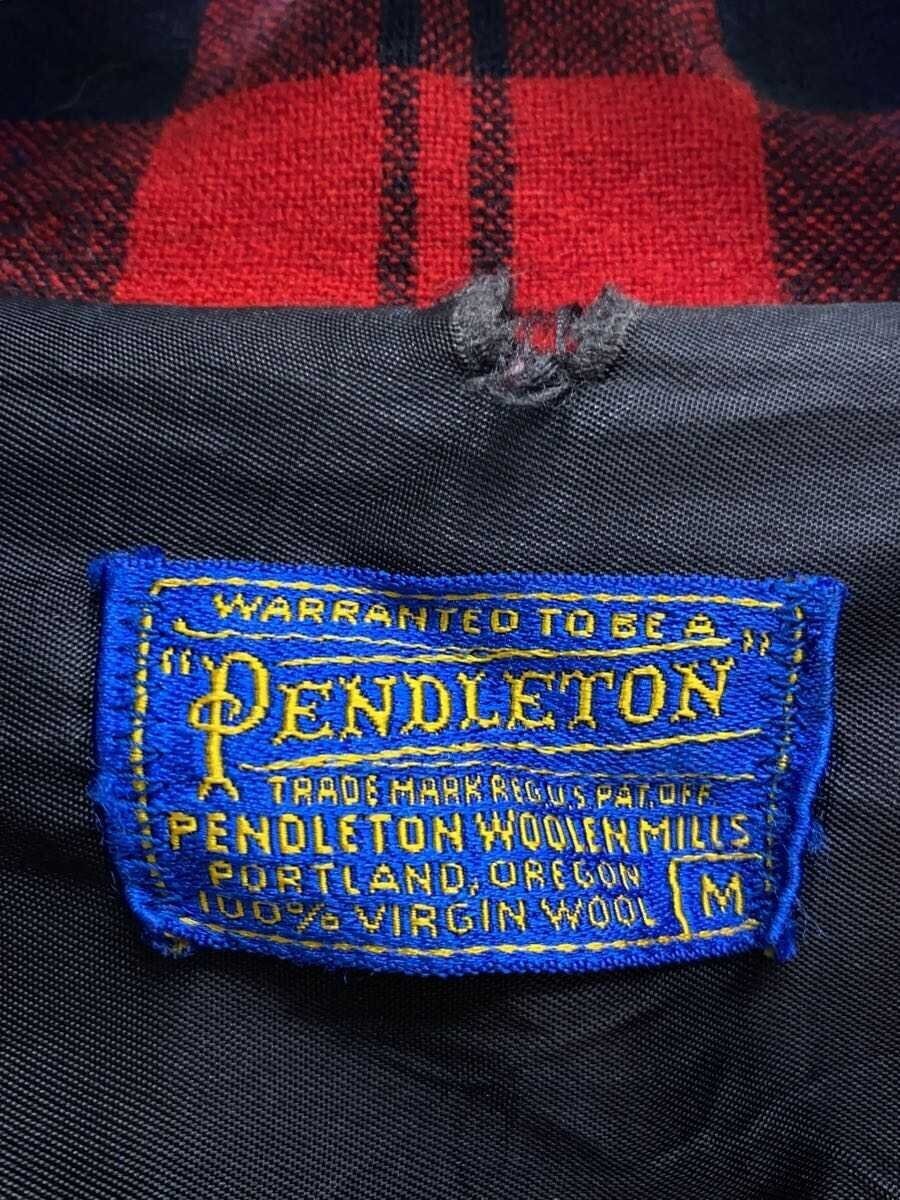 WARRANTED TO BE A
"PENDLETON"
TRADE MARK REG.U.S. PAT.OFF.
PENDLETON WOOLEN MILLS
PORTLAND, OREGON
100% VIRGIN WOOL M